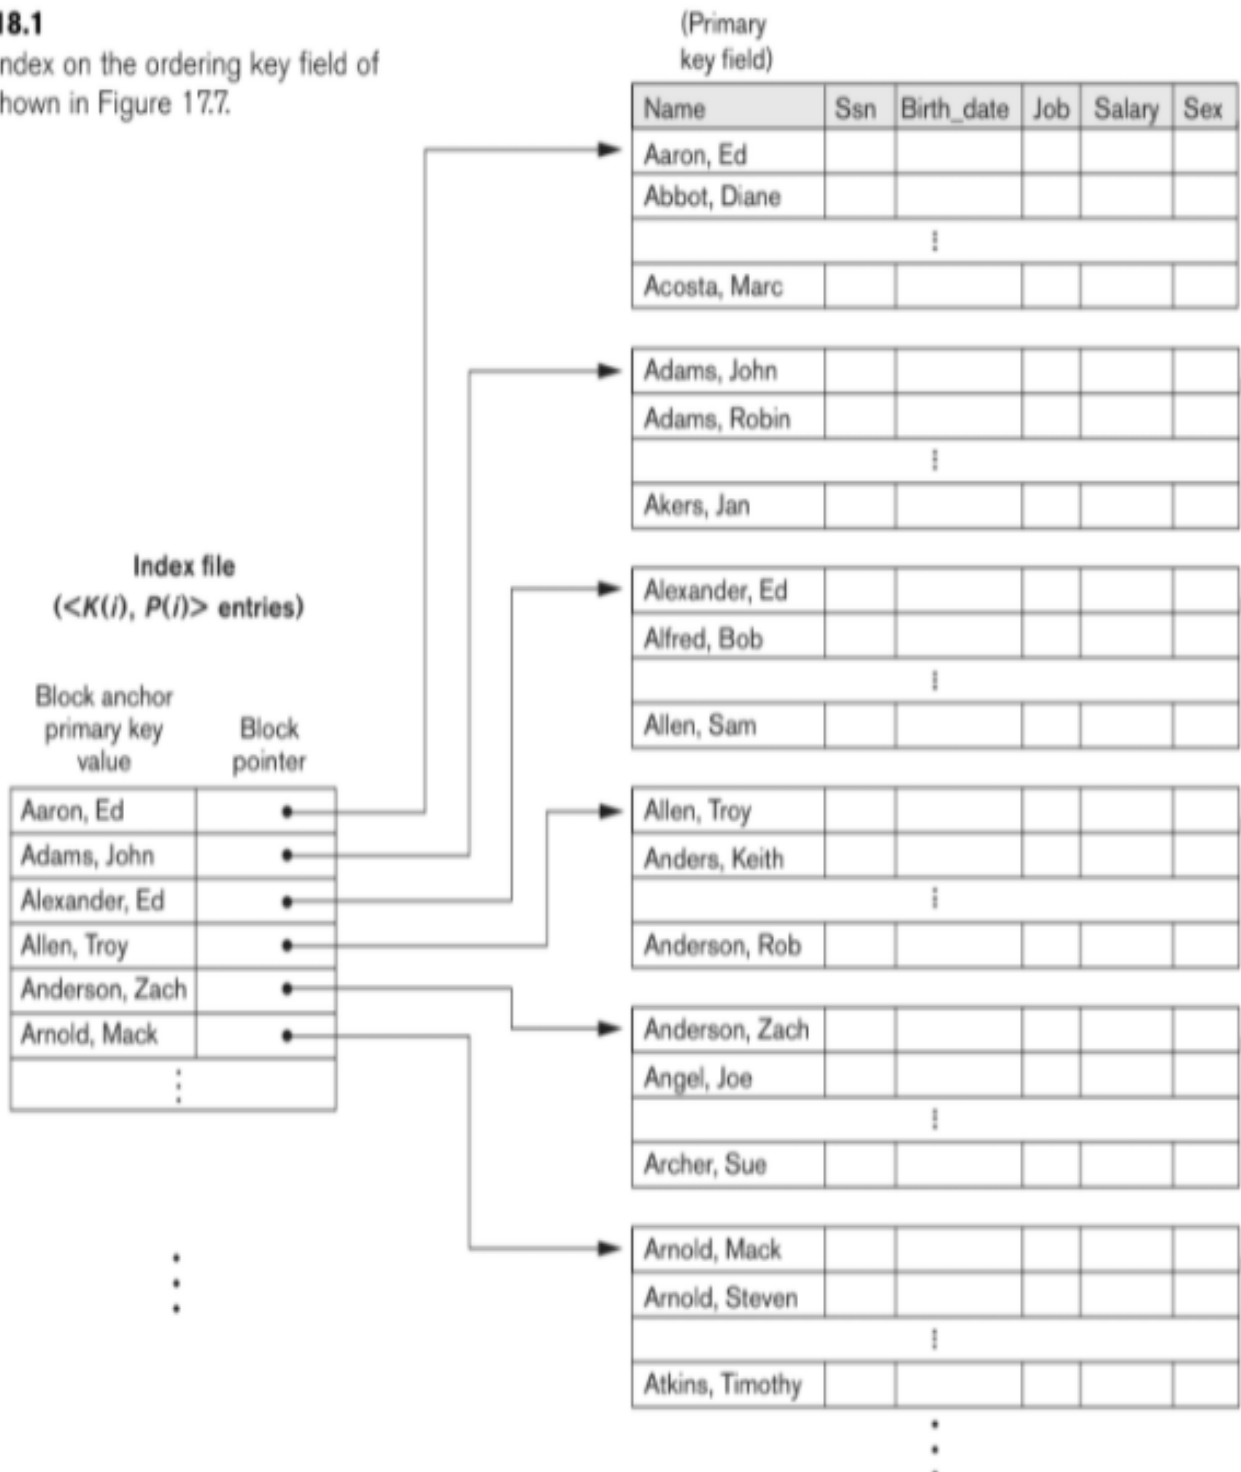 18.1
ndex on the ordering key field of
hown in Figure 17.7.
(Primary
key field)
Name Ssn Birth_date Job Salary Sex
Aaron, Ed
Abbot, Diane
⋮
Acosta, Marc
Adams, John
Adams, Robin
⋮
Akers, Jan
Alexander, Ed
Alfred, Bob
⋮
Allen, Sam
Allen, Troy
Anders, Keith
⋮
Anderson, Rob
Anderson, Zach
Angel, Joe
⋮
Archer, Sue
Arnold, Mack
Arnold, Steven
⋮
Atkins, Timothy
Index file
(<K(i), P(i)> entries)
Block anchor
primary key
value
Block
pointer
Aaron, Ed
Adams, John
Alexander, Ed
Allen, Troy
Anderson, Zach
Arnold, Mack
⋮